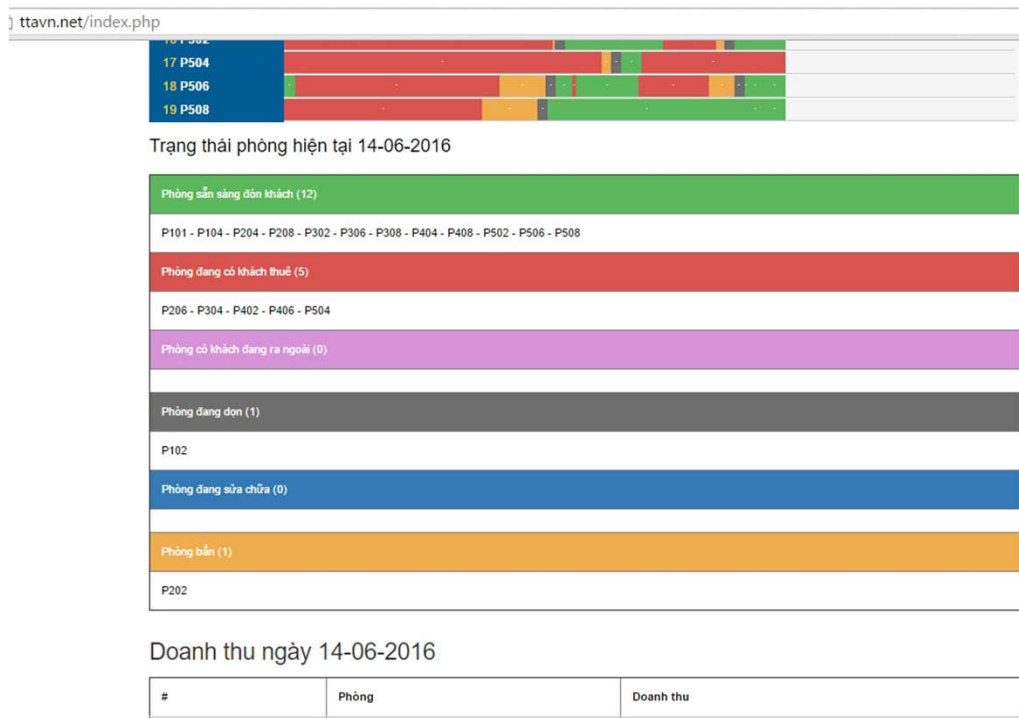 ttavn.net/index.php
17 P504
18 P506
19 P508
Trạng thái phòng hiện tại 14-06-2016
Phòng sẵn sàng đón khách (12)
P101 - P104 - P204 - P208 - P302 - P306 - P308 - P404 - P408 - P502 - P506 - P508
Phòng đang có khách thuê (5)
P206 - P304 - P402 - P406 - P504
Phòng có khách đang ra ngoài (0)
Phòng đang dọn (1)
P102
Phòng đang sửa chữa (0)
Phòng bẩn (1)
P202
Doanh thu ngày 14-06-2016
# Phòng Doanh thu